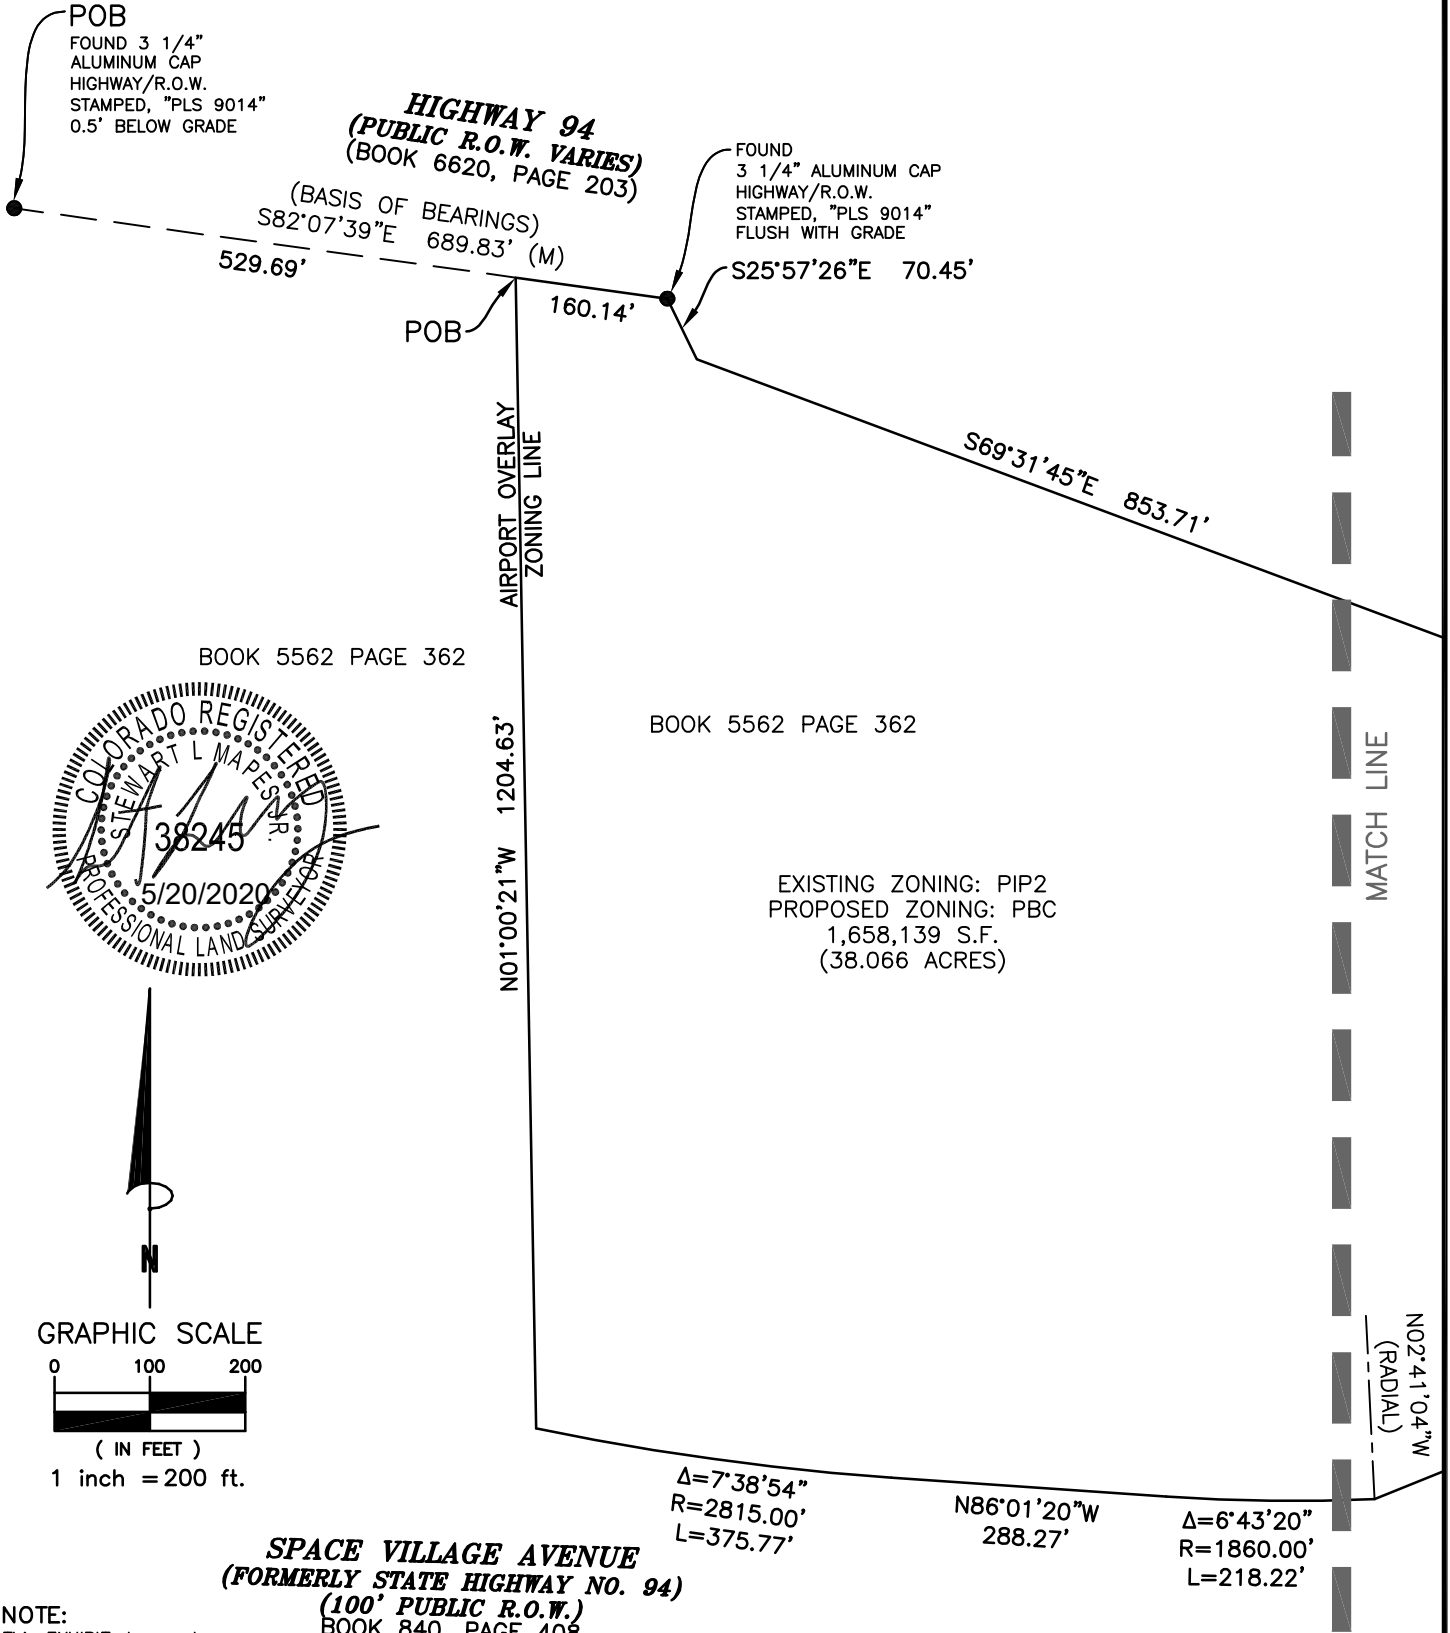 POB
FOUND 3 1/4"
ALUMINUM CAP
HIGHWAY/R.O.W.
STAMPED, "PLS 9014"
0.5' BELOW GRADE
HIGHWAY 94
(PUBLIC R.O.W. VARIES)
(BOOK 6620, PAGE 203)
(BASIS OF BEARINGS)
S82°07'39"E 689.83' (M)
529.69'
FOUND
3 1/4" ALUMINUM CAP
HIGHWAY/R.O.W.
STAMPED, "PLS 9014"
FLUSH WITH GRADE
S25°57'26"E 70.45'
160.14'
POB
AIRPORT OVERLAY
ZONING LINE
S69°31'45"E 853.71'
BOOK 5562 PAGE 362
BOOK 5562 PAGE 362
N01°00'21"W 1204.63'
MATCH LINE
COLORADO REGISTERED
STEWART L MAPES JR.
38245
5/20/2020
PROFESSIONAL LAND SURVEYOR
EXISTING ZONING: PIP2
PROPOSED ZONING: PBC
1,658,139 S.F.
(38.066 ACRES)
N
GRAPHIC SCALE
0 100 200
( IN FEET )
1 inch = 200 ft.
N02°41'04"W
(RADIAL)
Δ=7°38'54"
R=2815.00'
L=375.77'
N86°01'20"W
288.27'
Δ=6°43'20"
R=1860.00'
L=218.22'
SPACE VILLAGE AVENUE
(FORMERLY STATE HIGHWAY NO. 94)
(100' PUBLIC R.O.W.)
BOOK 840, PAGE 408
NOTE: